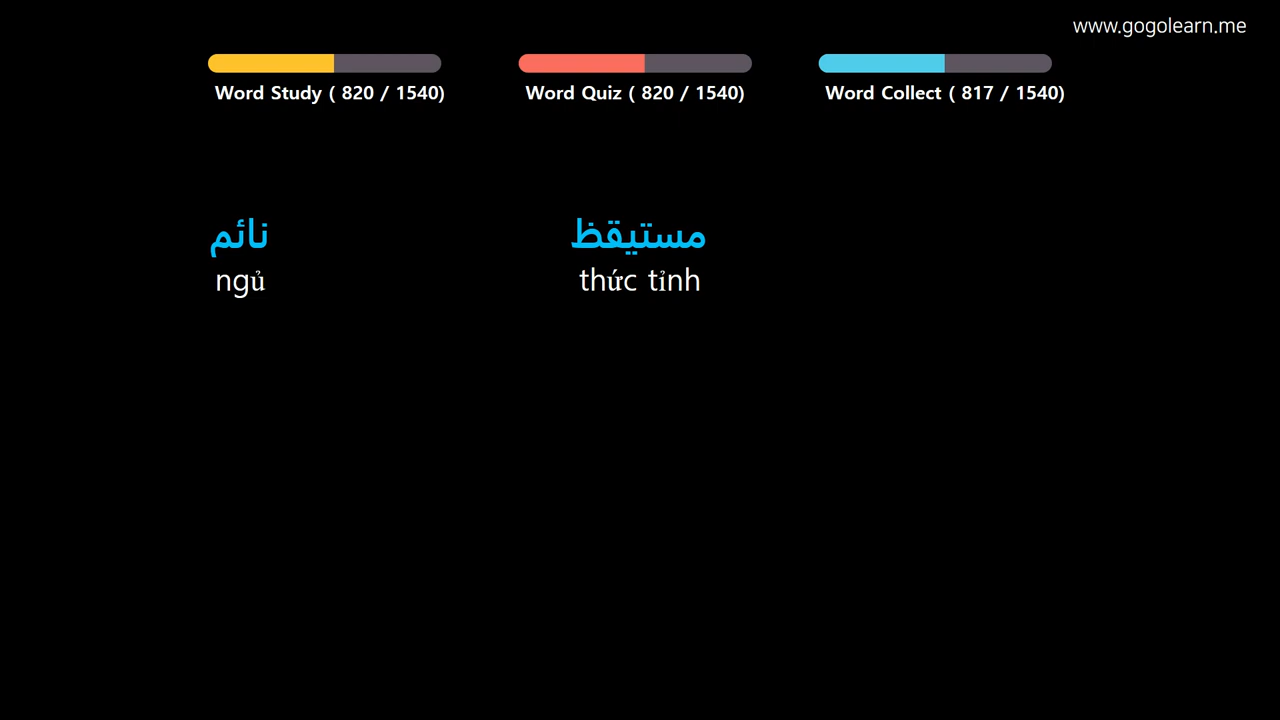 www.gogolearn.me
Word Study ( 820 / 1540)
Word Quiz ( 820 / 1540)
Word Collect ( 817 / 1540)
نائم
ngủ
مستيقظ
thức tỉnh